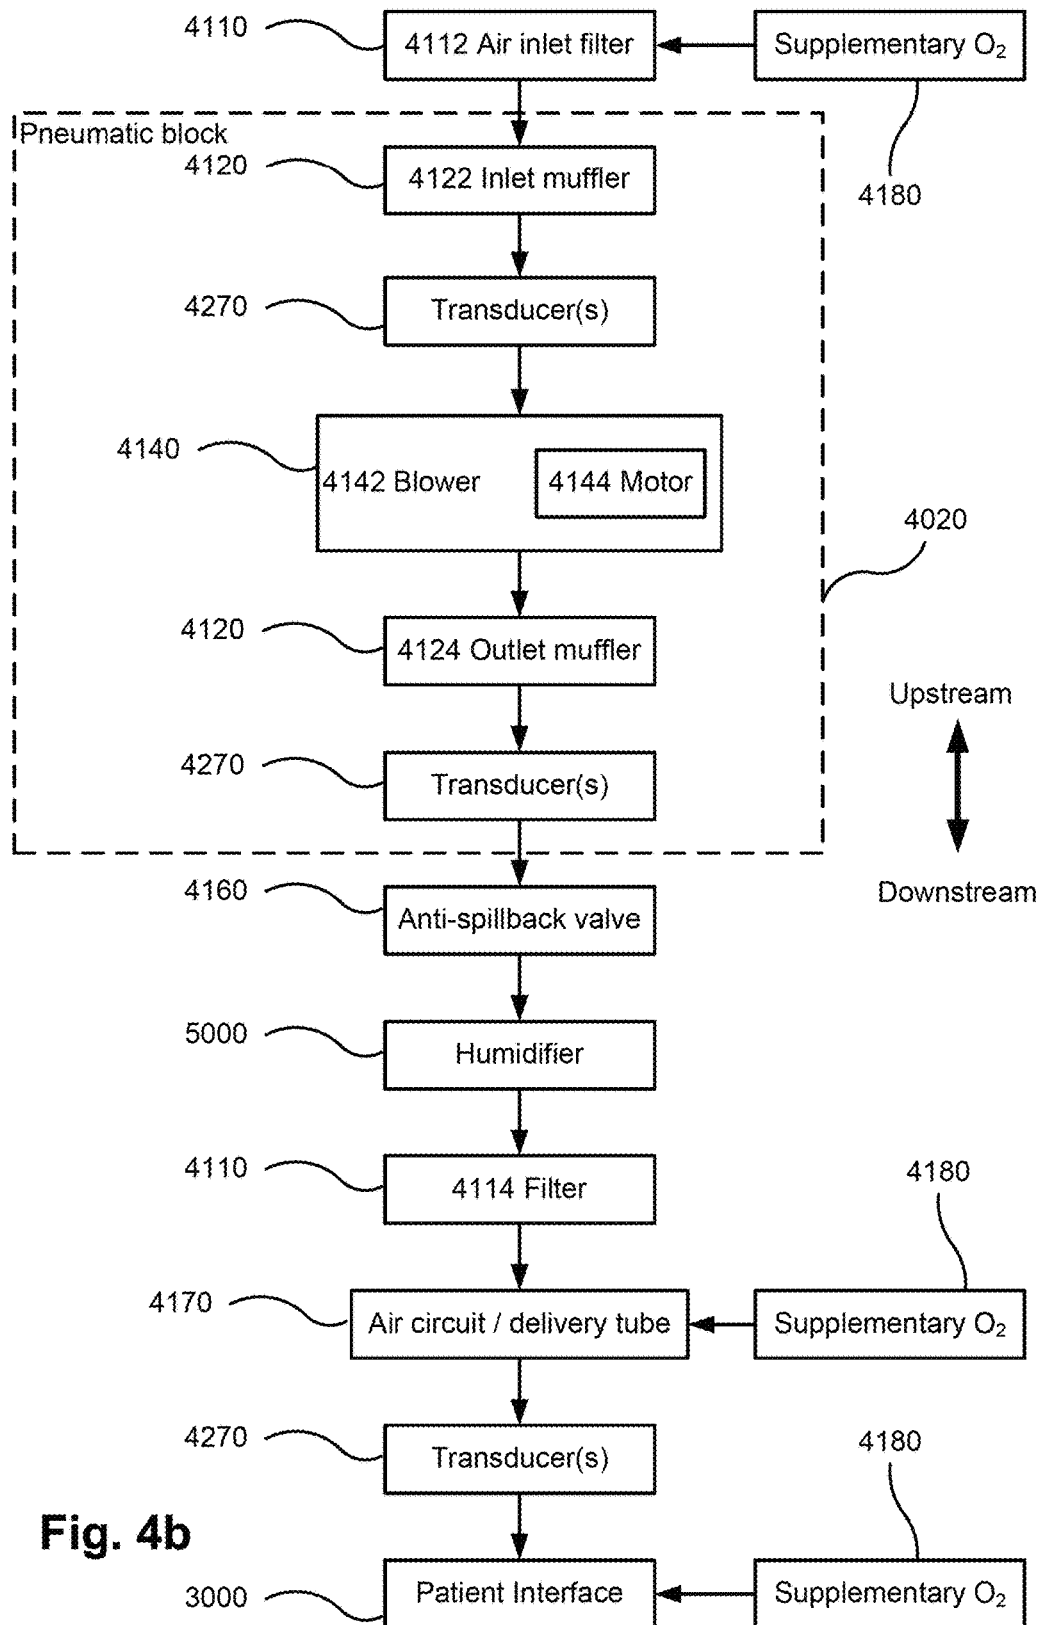 4110
4112 Air inlet filter
Supplementary O₂
Pneumatic block
4120
4122 Inlet muffler
4180
4270
Transducer(s)
4140
4142 Blower
4144 Motor
4020
4120
4124 Outlet muffler
Upstream
4270
Transducer(s)
Downstream
4160
Anti-spillback valve
5000
Humidifier
4110
4114 Filter
4180
4170
Air circuit / delivery tube
Supplementary O₂
4270
Transducer(s)
4180
Fig. 4b
3000
Patient Interface
Supplementary O₂